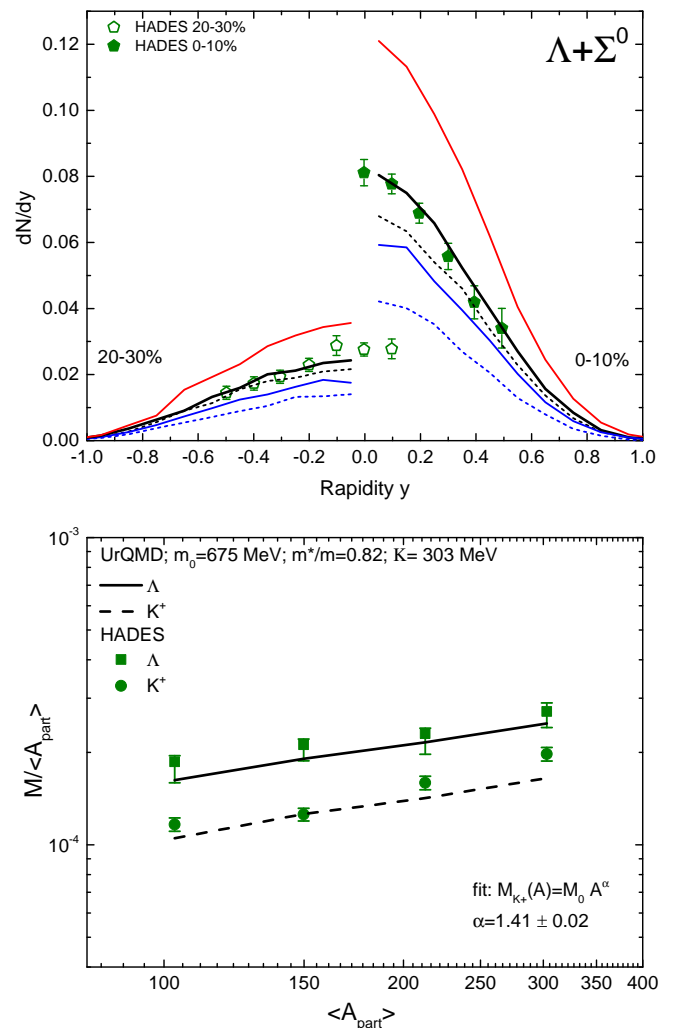 HADES 20-30%
HADES 0-10%
Λ+Σ⁰
0.12
0.10
0.08
0.06
0.04
0.02
0.00
dN/dy
20-30%
0-10%
-1.0 -0.8 -0.6 -0.4 -0.2 0.0 0.2 0.4 0.6 0.8 1.0
Rapidity y
10⁻³
10⁻⁴
M/<A_part>
UrQMD; m₀=675 MeV; m*/m=0.82; K= 303 MeV
Λ
K⁺
HADES
Λ
K⁺
fit: M_K+(A)=M₀ A^α
α=1.41 ± 0.02
100 150 200 250 300 350 400
<A_part>